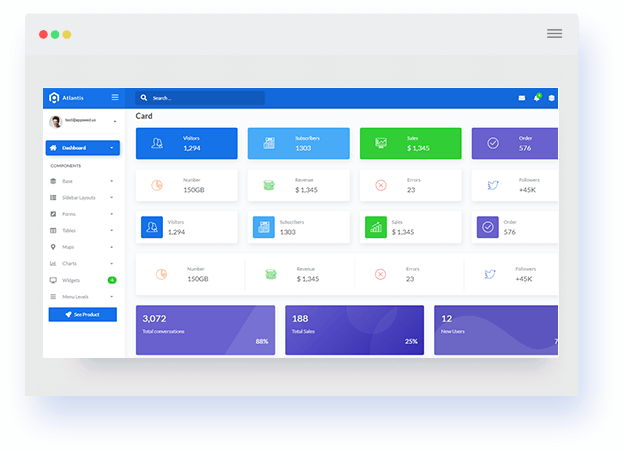 Atlantis
Search...
test@appseed.us
Card
Dashboard
COMPONENTS
Base
Sidebar Layouts
Forms
Tables
Maps
Charts
Widgets 4
Menu Levels
See Product
Visitors
1,294
Subscribers
1303
Sales
$ 1,345
Order
576
Number
150GB
Revenue
$ 1,345
Errors
23
Followers
+45K
Visitors
1,294
Subscribers
1303
Sales
$ 1,345
Order
576
Number
150GB
Revenue
$ 1,345
Errors
23
Followers
+45K
3,072
Total conversations
88%
188
Total Sales
25%
12
New Users
7